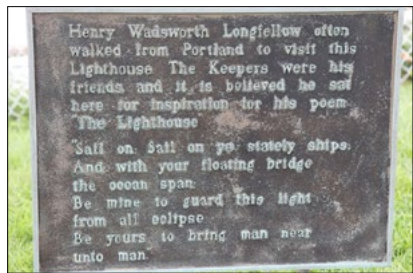 Henry Wadsworth Longfellow often
walked from Portland to visit this
Lighthouse. The Keepers were his
friends and it is believed he sat
here for inspiration for his poem
"The Lighthouse"
"Sail on. Sail on ye stately ships.
And with your floating bridge
the ocean span.
Be mine to guard this light
from all eclipse
Be yours to bring man near
unto man.